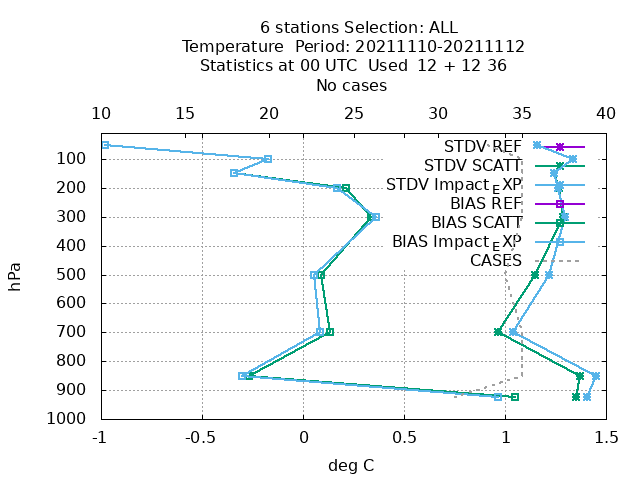 6 stations Selection: ALL
Temperature Period: 20211110-20211112
Statistics at 00 UTC Used 12 + 12 36
No cases
10 15 20 25 30 35 40
STDV REF
STDV SCATT
STDV Impact_EXP
BIAS REF
BIAS SCATT
BIAS Impact_EXP
CASES
hPa
100
200
300
400
500
600
700
800
900
1000
-1 -0.5 0 0.5 1 1.5
deg C